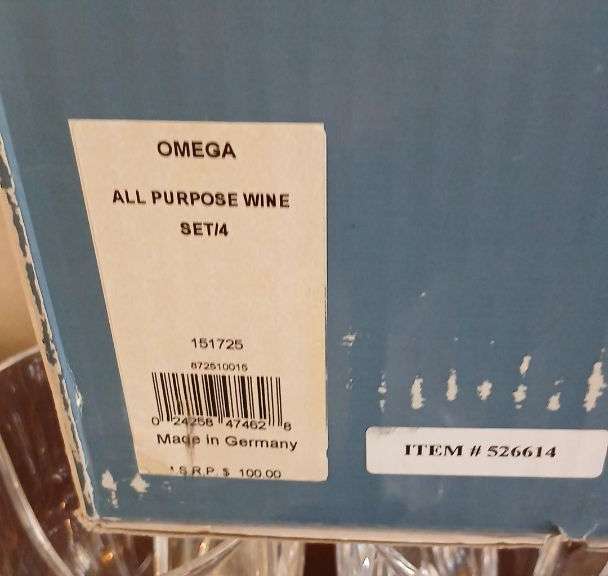 OMEGA
ALL PURPOSE WINE
SET/4
151725
872510015
0 24258 47462 8
Made in Germany
S.R.P. $ 100.00
ITEM # 526614